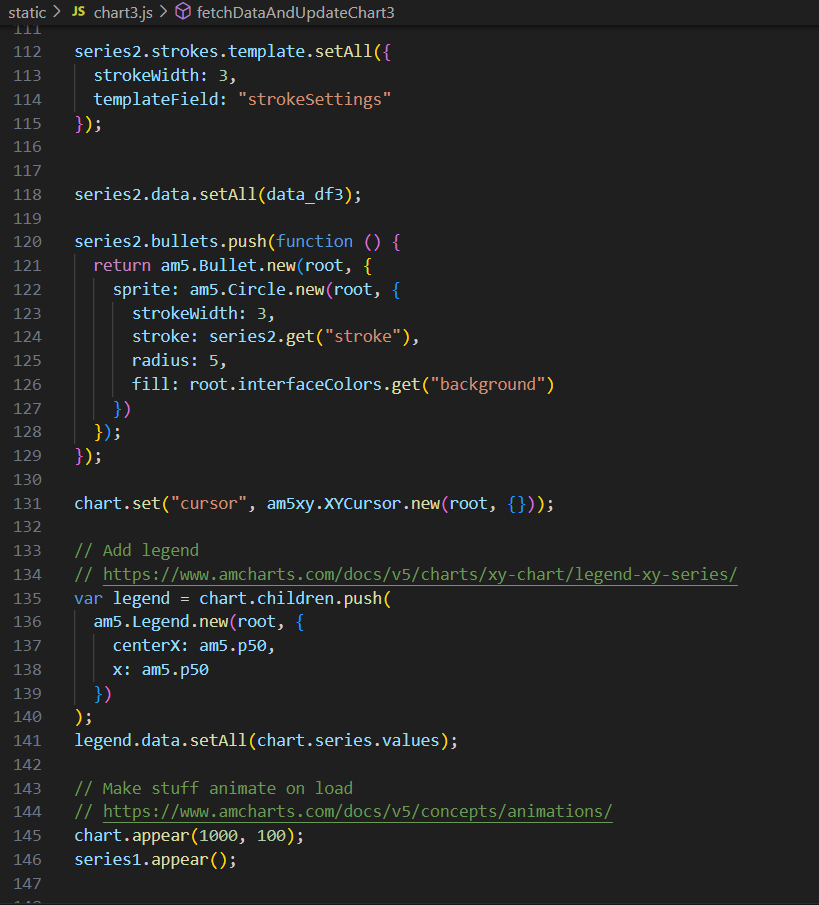 static > JS chart3.js > fetchDataAndUpdateChart3
111
112 series2.strokes.template.setAll({
113   strokeWidth: 3,
114   templateField: "strokeSettings"
115 });
116
117
118 series2.data.setAll(data_df3);
119
120 series2.bullets.push(function () {
121   return am5.Bullet.new(root, {
122     sprite: am5.Circle.new(root, {
123       strokeWidth: 3,
124       stroke: series2.get("stroke"),
125       radius: 5,
126       fill: root.interfaceColors.get("background")
127     })
128   });
129 });
130
131 chart.set("cursor", am5xy.XYCursor.new(root, {}));
132
133 // Add legend
134 // https://www.amcharts.com/docs/v5/charts/xy-chart/legend-xy-series/
135 var legend = chart.children.push(
136   am5.Legend.new(root, {
137     centerX: am5.p50,
138     x: am5.p50
139   })
140 );
141 legend.data.setAll(chart.series.values);
142
143 // Make stuff animate on load
144 // https://www.amcharts.com/docs/v5/concepts/animations/
145 chart.appear(1000, 100);
146 series1.appear();
147